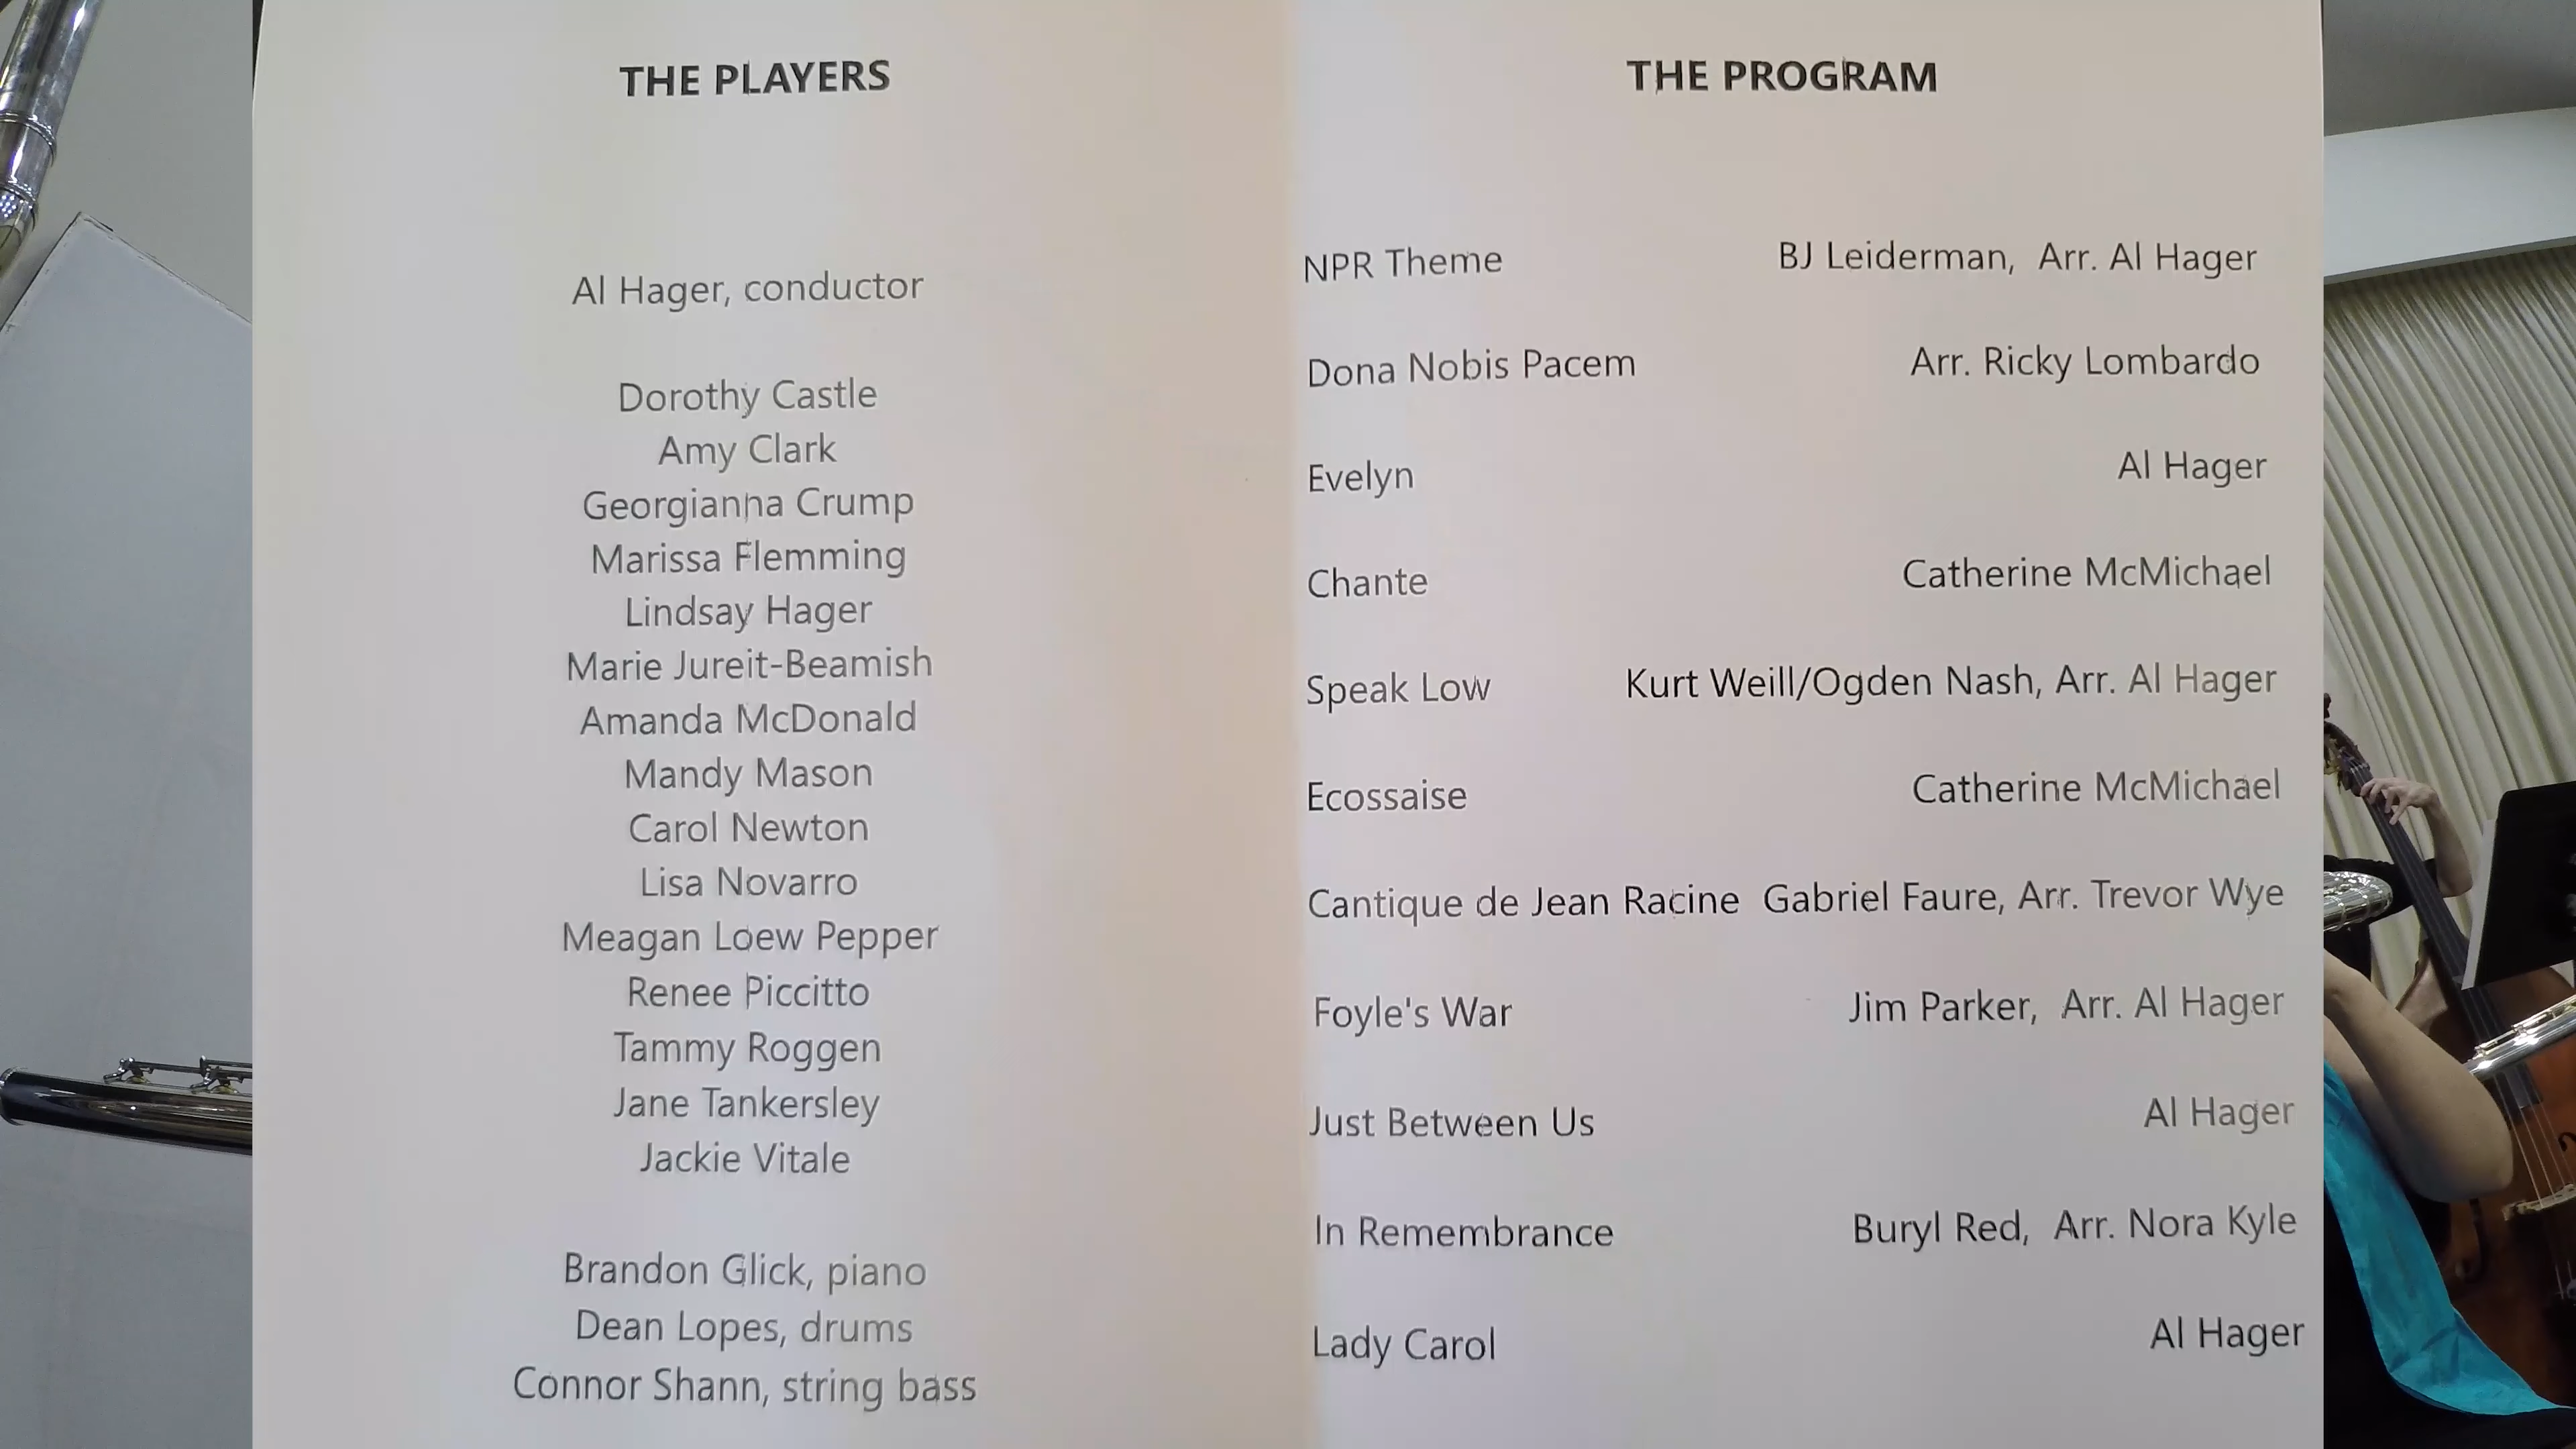 THE PLAYERS
Al Hager, conductor
Dorothy Castle
Amy Clark
Georgianna Crump
Marissa Flemming
Lindsay Hager
Marie Jureit-Beamish
Amanda McDonald
Mandy Mason
Carol Newton
Lisa Novarro
Meagan Loew Pepper
Renee Piccitto
Tammy Roggen
Jane Tankersley
Jackie Vitale
Brandon Glick, piano
Dean Lopes, drums
Connor Shann, string bass
THE PROGRAM
NPR Theme BJ Leiderman, Arr. Al Hager
Dona Nobis Pacem Arr. Ricky Lombardo
Evelyn Al Hager
Chante Catherine McMichael
Speak Low Kurt Weill/Ogden Nash, Arr. Al Hager
Ecossaise Catherine McMichael
Cantique de Jean Racine Gabriel Faure, Arr. Trevor Wye
Foyle's War Jim Parker, Arr. Al Hager
Just Between Us Al Hager
In Remembrance Buryl Red, Arr. Nora Kyle
Lady Carol Al Hager